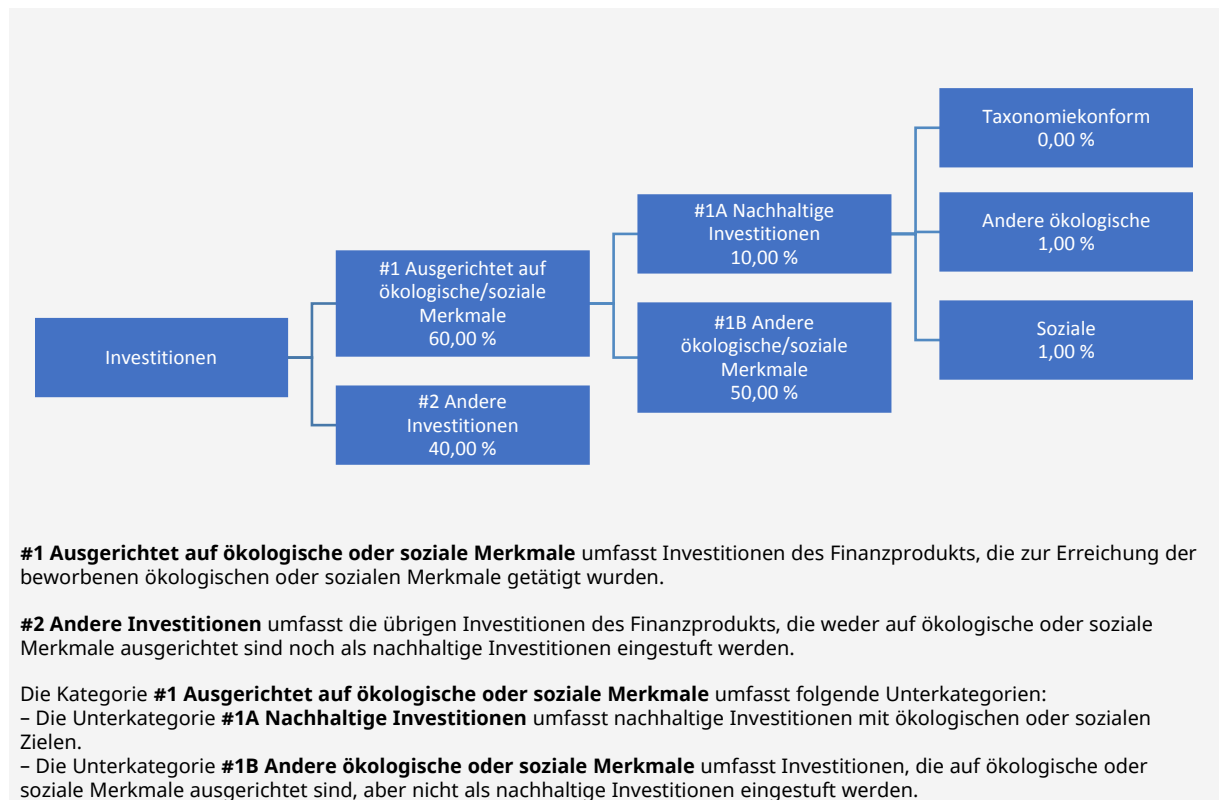 Investitionen
#1 Ausgerichtet auf
ökologische/soziale
Merkmale
60,00 %
#2 Andere
Investitionen
40,00 %
#1A Nachhaltige
Investitionen
10,00 %
#1B Andere
ökologische/soziale
Merkmale
50,00 %
Taxonomiekonform
0,00 %
Andere ökologische
1,00 %
Soziale
1,00 %
#1 Ausgerichtet auf ökologische oder soziale Merkmale umfasst Investitionen des Finanzprodukts, die zur Erreichung der
beworbenen ökologischen oder sozialen Merkmale getätigt wurden.
#2 Andere Investitionen umfasst die übrigen Investitionen des Finanzprodukts, die weder auf ökologische oder soziale
Merkmale ausgerichtet sind noch als nachhaltige Investitionen eingestuft werden.
Die Kategorie #1 Ausgerichtet auf ökologische oder soziale Merkmale umfasst folgende Unterkategorien:
– Die Unterkategorie #1A Nachhaltige Investitionen umfasst nachhaltige Investitionen mit ökologischen oder sozialen
Zielen.
– Die Unterkategorie #1B Andere ökologische oder soziale Merkmale umfasst Investitionen, die auf ökologische oder
soziale Merkmale ausgerichtet sind, aber nicht als nachhaltige Investitionen eingestuft werden.